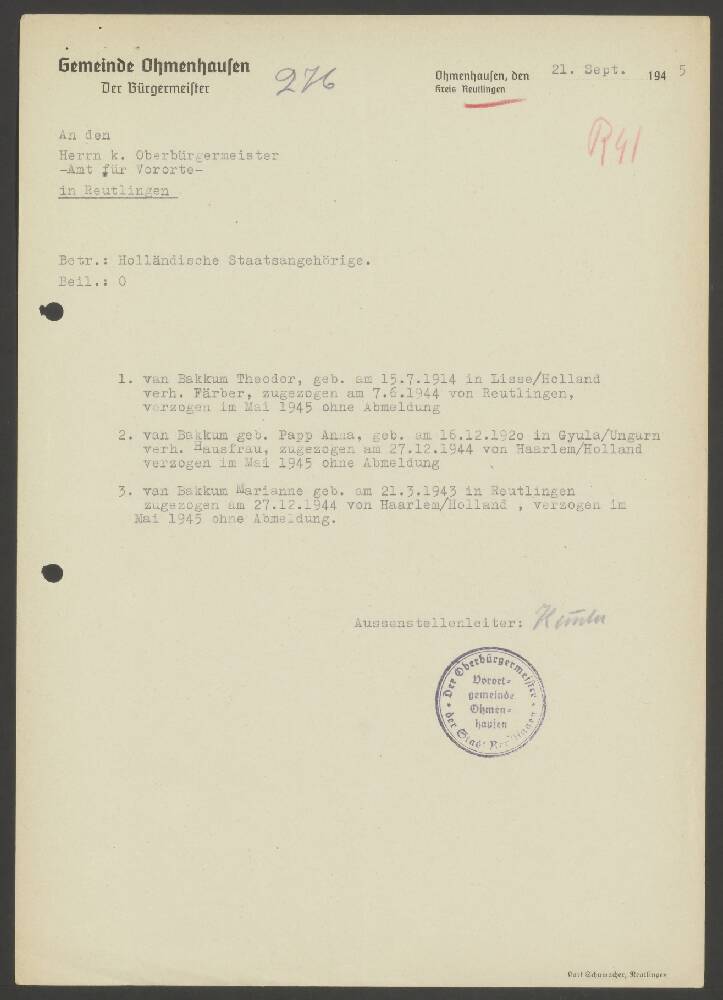 Gemeinde Ohmenhausen
Der Bürgermeister
276
Ohmenhausen, den 21. Sept. 1945
Kreis Reutlingen
R41
An den
Herrn k. Oberbürgermeister
-Amt für Vororte-
in Reutlingen
Betr.: Holländische Staatsangehörige.
Beil.: 0
1. van Bakkum Theodor, geb. am 15.7.1914 in Lisse/Holland
verh. Färber, zugezogen am 7.6.1944 von Reutlingen,
verzogen im Mai 1945 ohne Abmeldung
2. van Bakkum geb. Papp Anna, geb. am 16.12.192o in Gyula/Ungarn
verh. Hausfrau, zugezogen am 27.12.1944 von Haarlem/Holland
verzogen im Mai 1945 ohne Abmeldung
3. van Bakkum Marianne geb. am 21.3.1943 in Reutlingen
zugezogen am 27.12.1944 von Haarlem/Holland , verzogen im
Mai 1945 ohne Abmeldung.
Aussenstellenleiter:
Der Oberbürgermeister
der Stadt Reutlingen
Vorort=
gemeinde
Ohmen=
hausen
Karl Schumacher, Reutlingen